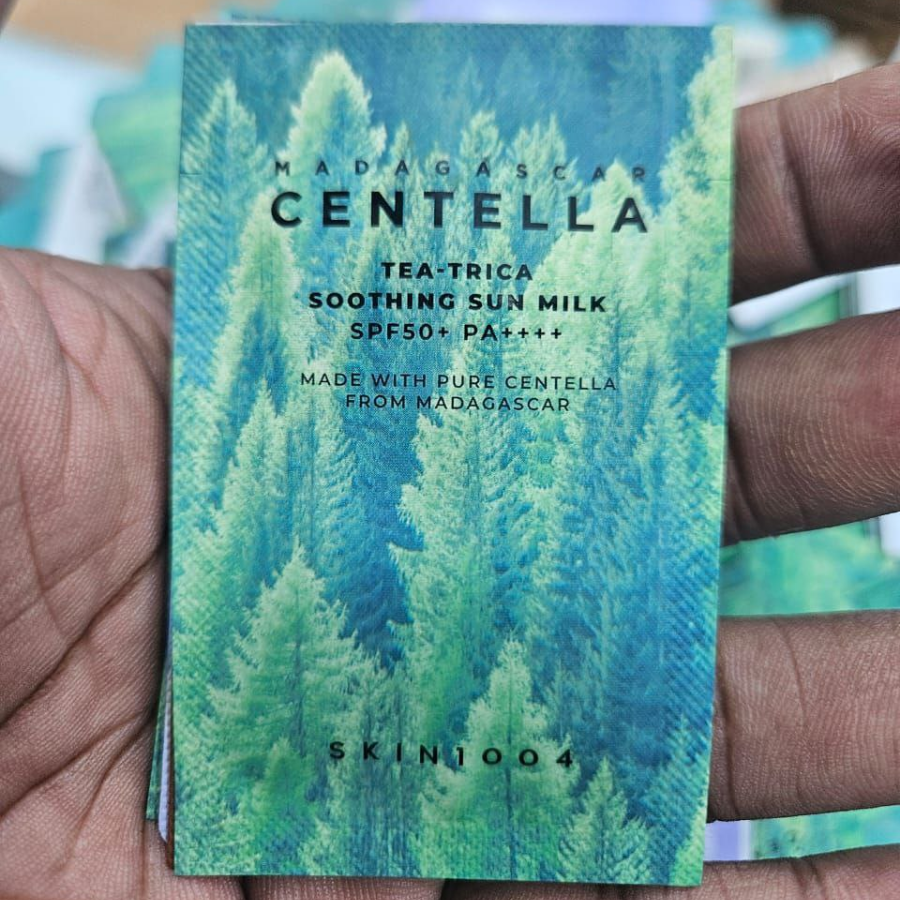 MADAGASCAR
CENTELLA
TEA-TRICA
SOOTHING SUN MILK
SPF50+ PA++++
MADE WITH PURE CENTELLA
FROM MADAGASCAR
SKIN1004